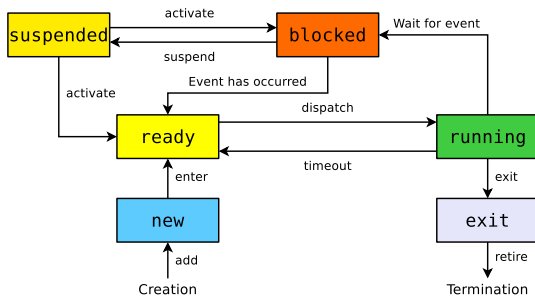 activate
suspended
blocked
Wait for event
suspend
Event has occurred
activate
dispatch
ready
running
timeout
enter
exit
new
exit
add
retire
Creation
Termination